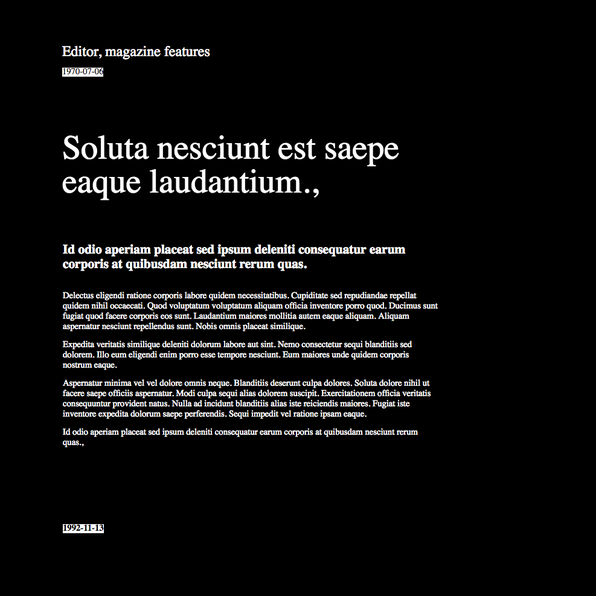 Editor, magazine features
1970-07-06
Soluta nesciunt est saepe
eaque laudantium.,
Id odio aperiam placeat sed ipsum deleniti consequatur earum
corporis at quibusdam nesciunt rerum quas.
Delectus eligendi ratione corporis labore quidem necessitatibus. Cupiditate sed repudiandae repellat
quidem nihil occaecati. Quod voluptatum voluptatum aliquam officia inventore porro quod. Ducimus sunt
fugiat quod facere corporis eos sunt. Laudantium maiores mollitia autem eaque aliquam. Aliquam
aspernatur nesciunt repellendus sunt. Nobis omnis placeat similique.
Expedita veritatis similique deleniti dolorum labore aut sint. Nemo consectetur sequi blanditiis sed
dolorem. Illo eum eligendi enim porro esse tempore nesciunt. Eum maiores unde quidem corporis
nostrum eaque.
Aspernatur minima vel vel dolore omnis neque. Blanditiis deserunt culpa dolores. Soluta dolore nihil ut
facere saepe officiis aspernatur. Modi culpa sequi alias dolorem suscipit. Exercitationem officia veritatis
consequuntur provident natus. Nulla ad incidunt blanditiis alias iste reiciendis maiores. Fugiat iste
inventore expedita dolorum saepe perferendis. Sequi impedit vel ratione ipsam eaque.
Id odio aperiam placeat sed ipsum deleniti consequatur earum corporis at quibusdam nesciunt rerum
quas.,
1992-11-13